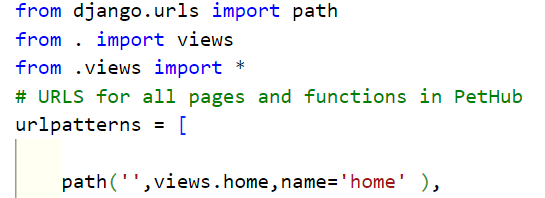 from django.urls import path
from . import views
from .views import *
# URLS for all pages and functions in PetHub
urlpatterns = [
path('',views.home,name='home' ),